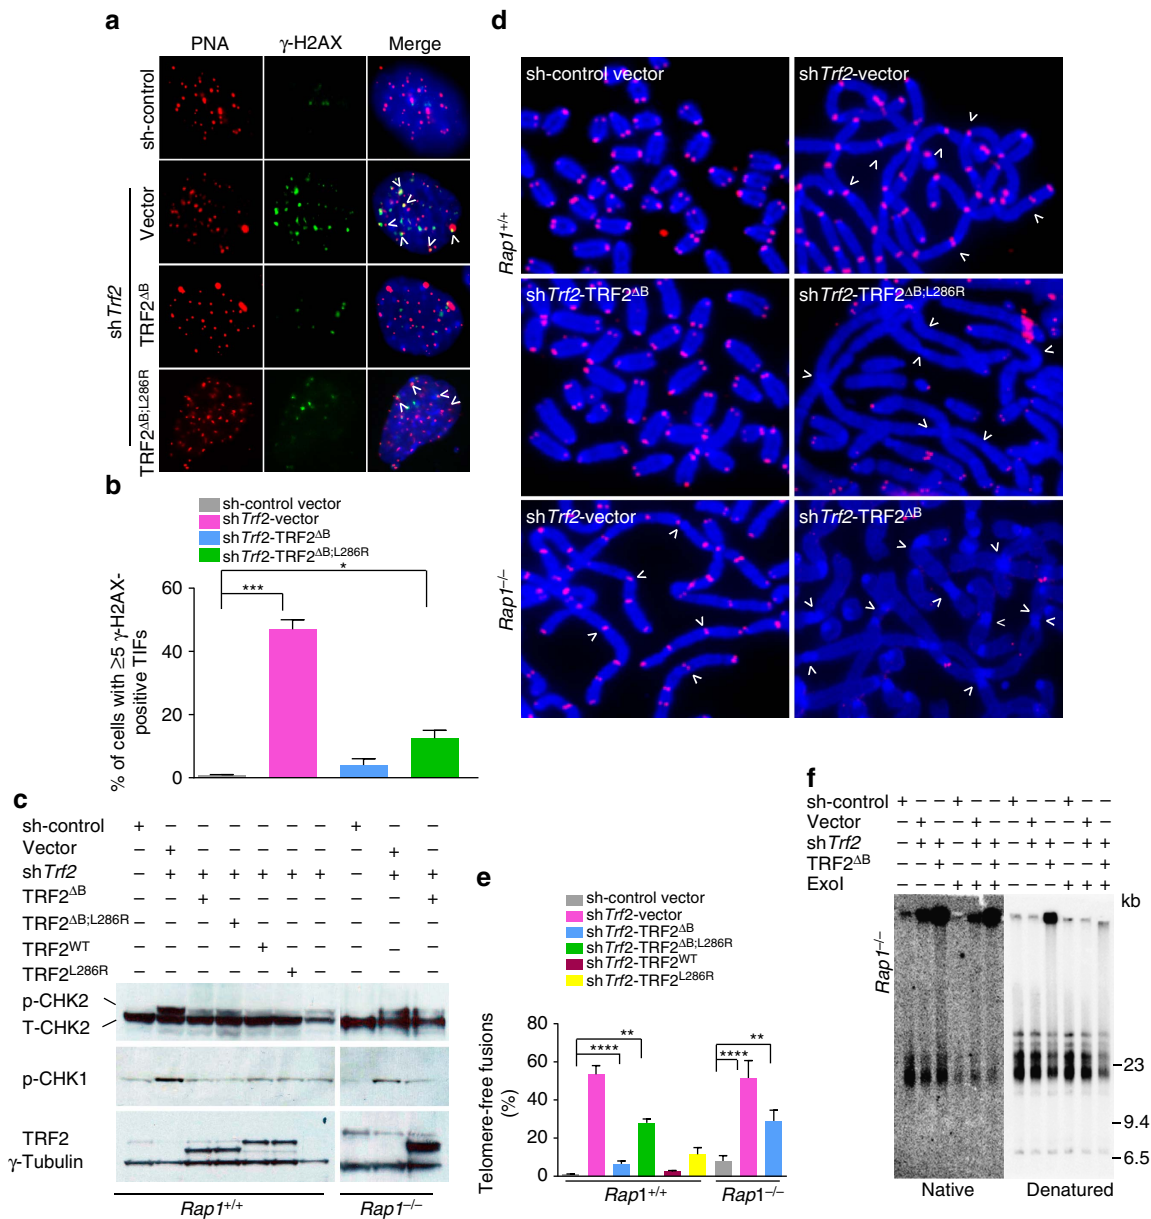 a
PNA γ-H2AX Merge
sh-control
Vector
TRF2ΔB
TRF2ΔB;L286R
shTrf2
b
sh-control vector
shTrf2-vector
shTrf2-TRF2ΔB
shTrf2-TRF2ΔB;L286R
% of cells with ≥5 γ-H2AX-
positive TIFs
60
40
20
0
***
*
c
sh-control + – – – – – – + – –
Vector – + – – – – – – + –
shTrf2 – + + + + + + – + +
TRF2ΔB – – + – – – – – – +
TRF2ΔB;L286R – – – + – – – – – –
TRF2WT – – – – + – – – – –
TRF2L286R – – – – – + – – – –
p-CHK2
T-CHK2
p-CHK1
TRF2
γ-Tubulin
Rap1+/+ Rap1–/–
d
sh-control vector shTrf2-vector
shTrf2-TRF2ΔB shTrf2-TRF2ΔB;L286R
shTrf2-vector shTrf2-TRF2ΔB
Rap1+/+
Rap1–/–
e
sh-control vector
shTrf2-vector
shTrf2-TRF2ΔB
shTrf2-TRF2ΔB;L286R
shTrf2-TRF2WT
shTrf2-TRF2L286R
Telomere-free fusions
(%)
80
60
40
20
0
**
****
**
****
Rap1+/+ Rap1–/–
f
sh-control + – – + – – + – – + – –
Vector – + – – + – – + – – + –
shTrf2 – + + – + + – + + – + +
TRF2ΔB – – + – – + – – + – – +
ExoI – – – + + + – – – + + +
kb
Rap1–/–
23
9.4
6.5
Native Denatured